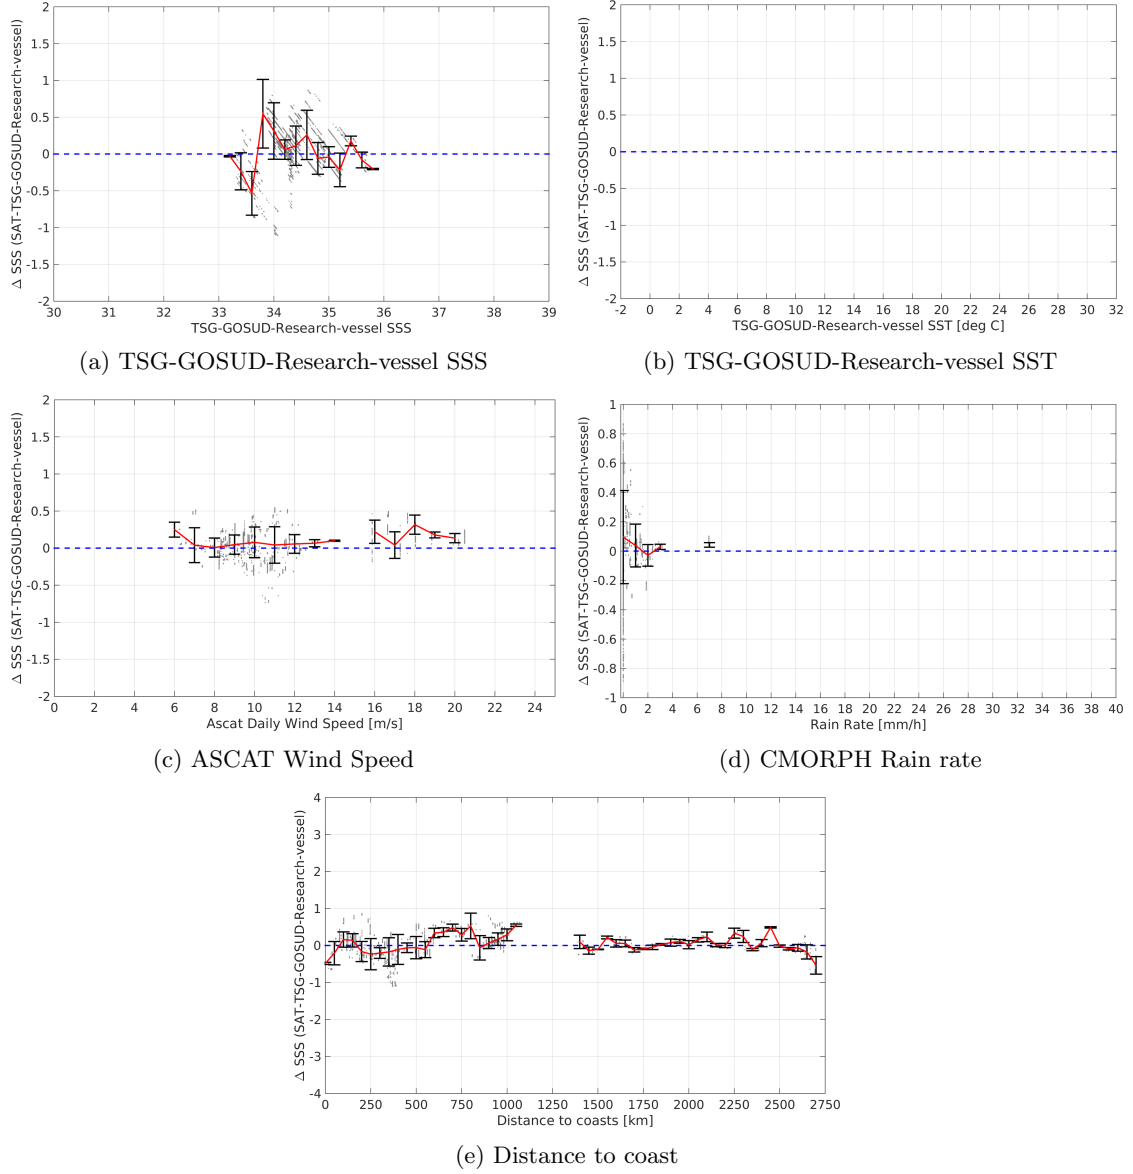 2
1.5
1
0.5
0
-0.5
-1
-1.5
-2
Δ SSS (SAT-TSG-GOSUD-Research-vessel)
30 31 32 33 34 35 36 37 38 39
TSG-GOSUD-Research-vessel SSS
(a) TSG-GOSUD-Research-vessel SSS
2
1.5
1
0.5
0
-0.5
-1
-1.5
-2
Δ SSS (SAT-TSG-GOSUD-Research-vessel)
-2 0 2 4 6 8 10 12 14 16 18 20 22 24 26 28 30 32
TSG-GOSUD-Research-vessel SST [deg C]
(b) TSG-GOSUD-Research-vessel SST
2
1.5
1
0.5
0
-0.5
-1
-1.5
-2
Δ SSS (SAT-TSG-GOSUD-Research-vessel)
0 2 4 6 8 10 12 14 16 18 20 22 24
Ascat Daily Wind Speed [m/s]
(c) ASCAT Wind Speed
1
0.8
0.6
0.4
0.2
0
-0.2
-0.4
-0.6
-0.8
-1
Δ SSS (SAT-TSG-GOSUD-Research-vessel)
0 2 4 6 8 10 12 14 16 18 20 22 24 26 28 30 32 34 36 38 40
Rain Rate [mm/h]
(d) CMORPH Rain rate
4
3
2
1
0
-1
-2
-3
-4
Δ SSS (SAT-TSG-GOSUD-Research-vessel)
0 250 500 750 1000 1250 1500 1750 2000 2250 2500 2750
Distance to coasts [km]
(e) Distance to coast